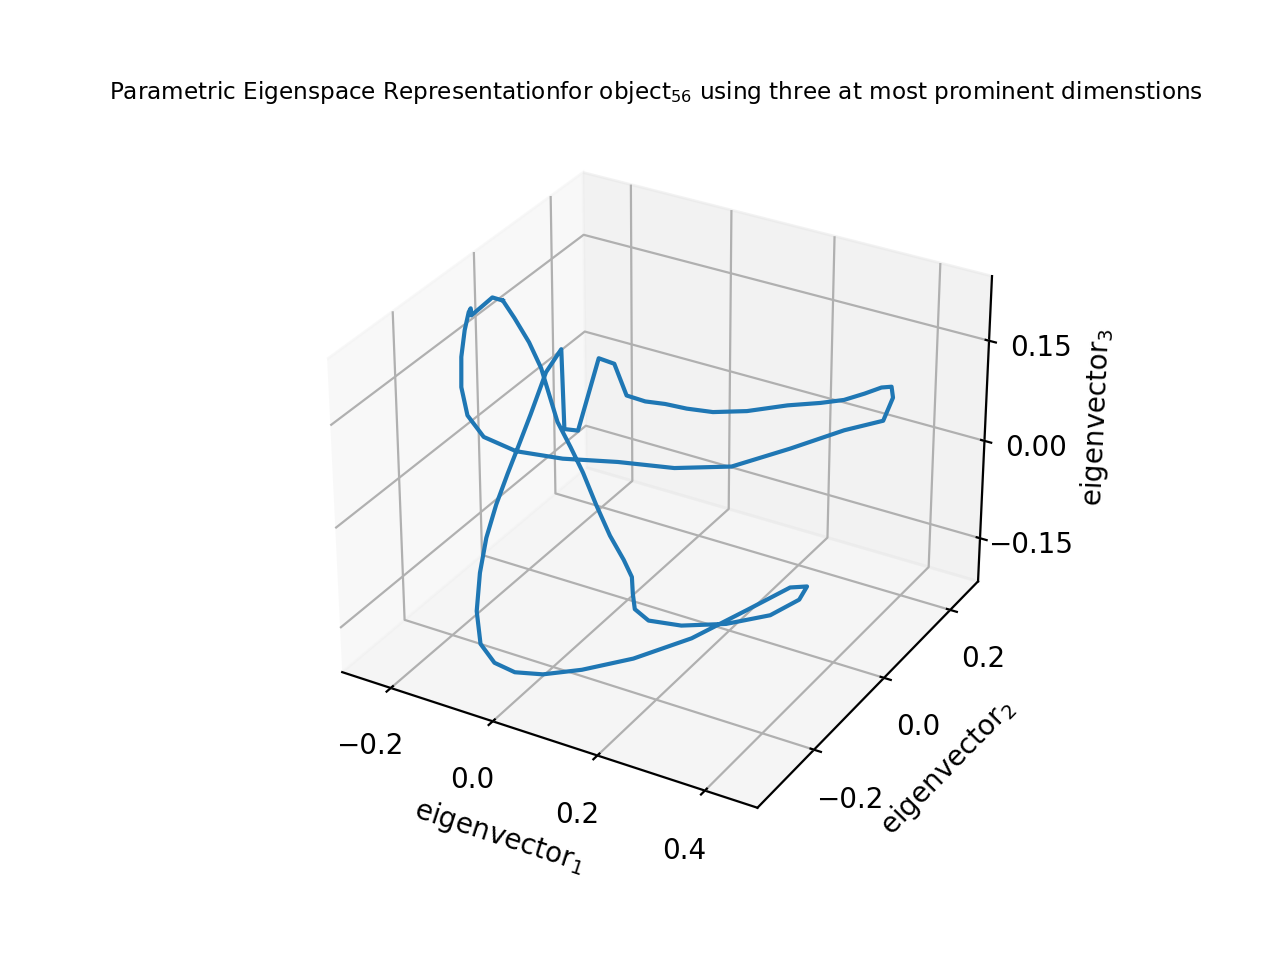 Parametric Eigenspace Representationfor object₅₆ using three at most prominent dimenstions
0.15
0.00
−0.15
eigenvector₃
0.2
0.0
−0.2
eigenvector₂
−0.2
0.0
0.2
0.4
eigenvector₁